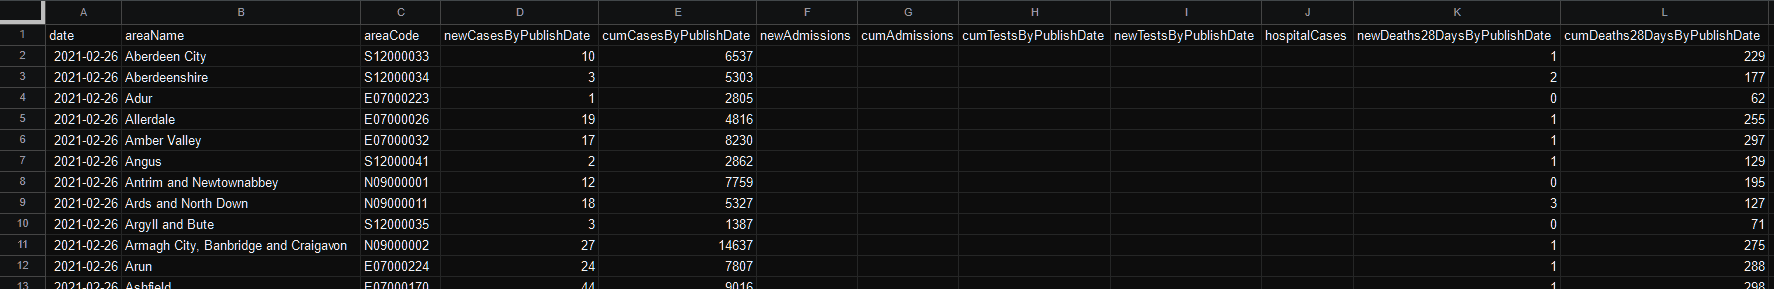 A B C D E F G H I J K L
1 date areaName areaCode newCasesByPublishDate cumCasesByPublishDate newAdmissions cumAdmissions cumTestsByPublishDate newTestsByPublishDate hospitalCases newDeaths28DaysByPublishDate cumDeaths28DaysByPublishDate
2 2021-02-26 Aberdeen City S12000033 10 6537 1 229
3 2021-02-26 Aberdeenshire S12000034 3 5303 2 177
4 2021-02-26 Adur E07000223 1 2805 0 62
5 2021-02-26 Allerdale E07000026 19 4816 1 255
6 2021-02-26 Amber Valley E07000032 17 8230 1 297
7 2021-02-26 Angus S12000041 2 2862 1 129
8 2021-02-26 Antrim and Newtownabbey N09000001 12 7759 0 195
9 2021-02-26 Ards and North Down N09000011 18 5327 3 127
10 2021-02-26 Argyll and Bute S12000035 3 1387 0 71
11 2021-02-26 Armagh City, Banbridge and Craigavon N09000002 27 14637 1 275
12 2021-02-26 Arun E07000224 24 7807 1 288
13 2021-02-26 Ashfield E07000170 44 9016 1 298